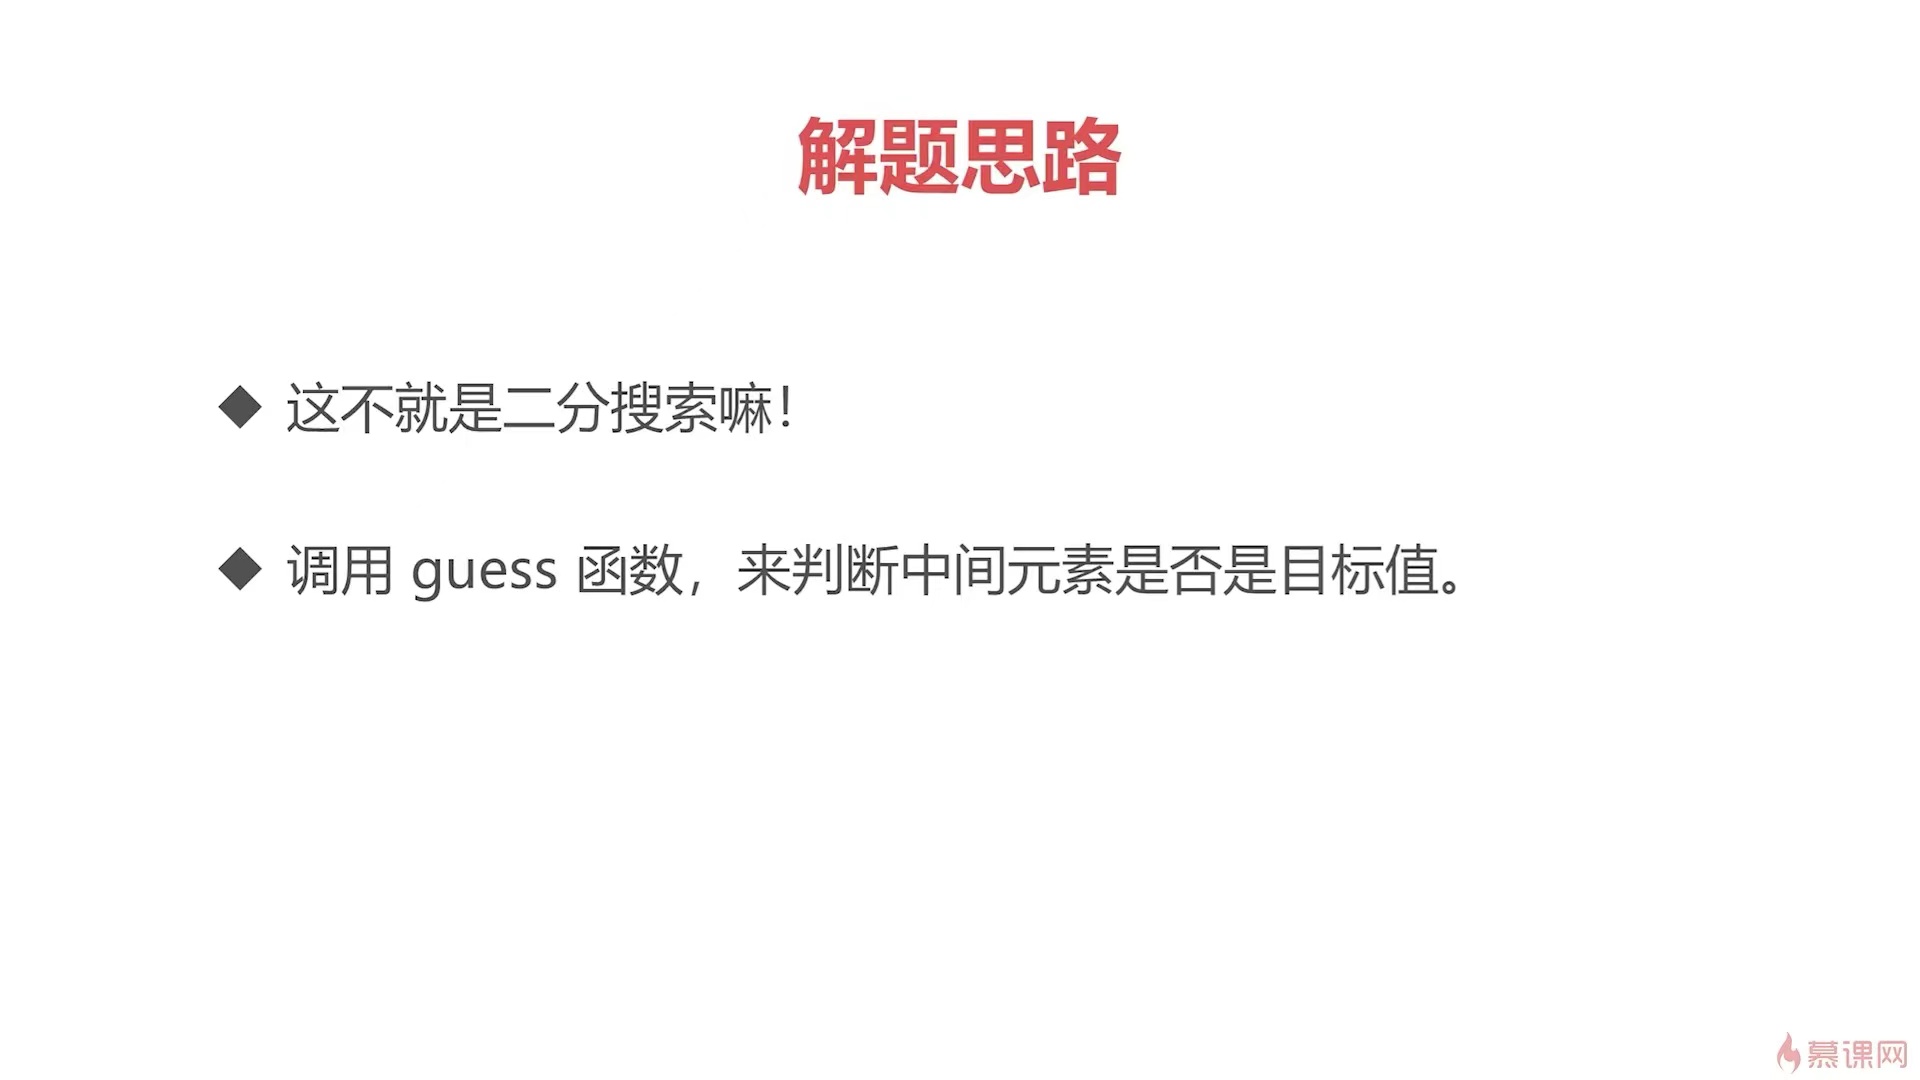 解题思路
◆ 这不就是二分搜索嘛！
◆ 调用 guess 函数，来判断中间元素是否是目标值。
慕课网